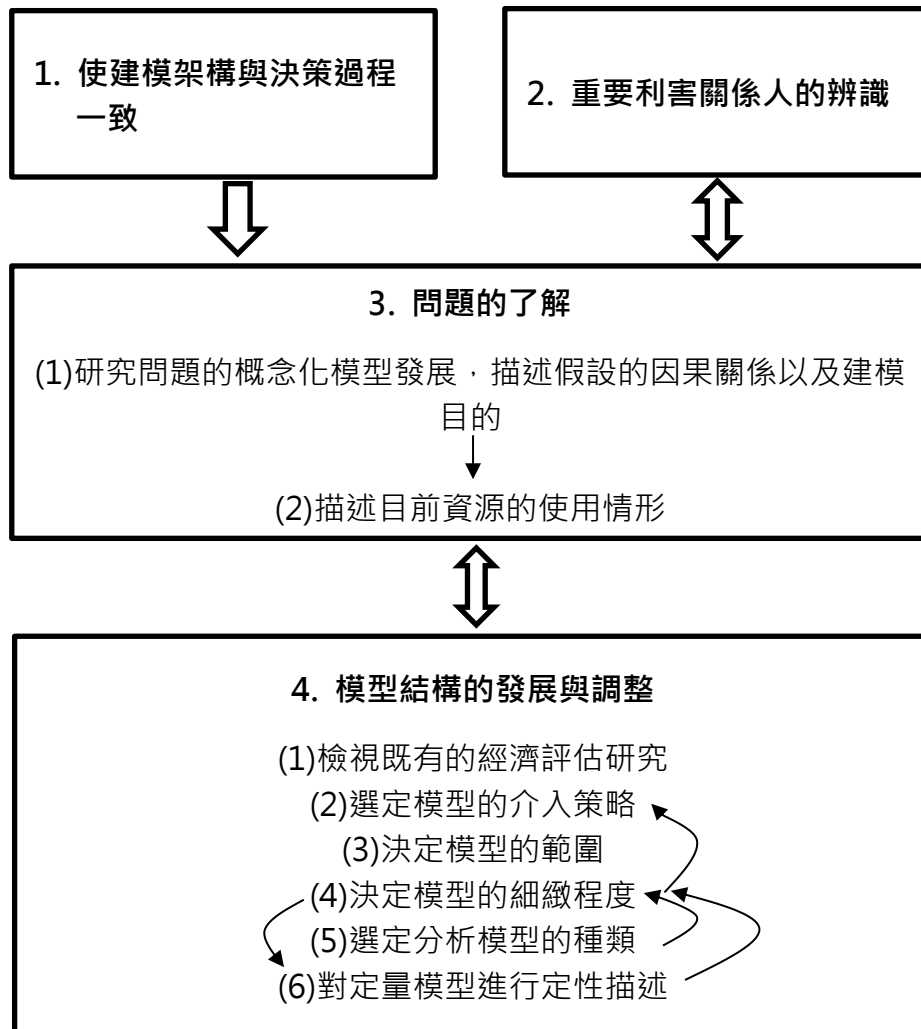 1. 使建模架構與決策過程
一致
2. 重要利害關係人的辨識
3. 問題的了解
(1)研究問題的概念化模型發展，描述假設的因果關係以及建模
目的
(2)描述目前資源的使用情形
4. 模型結構的發展與調整
(1)檢視既有的經濟評估研究
(2)選定模型的介入策略
(3)決定模型的範圍
(4)決定模型的細緻程度
(5)選定分析模型的種類
(6)對定量模型進行定性描述